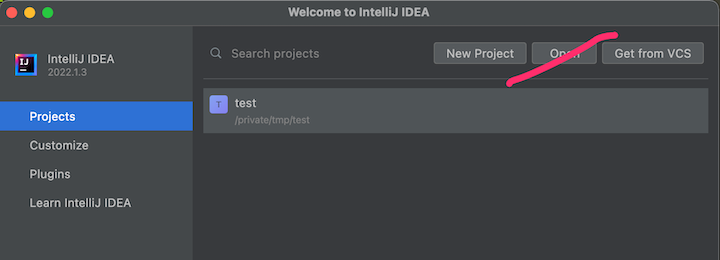 Welcome to IntelliJ IDEA
IJ
IntelliJ IDEA
2022.1.3
Search projects
New Project
Open
Get from VCS
Projects
Customize
Plugins
Learn IntelliJ IDEA
T
test
/private/tmp/test